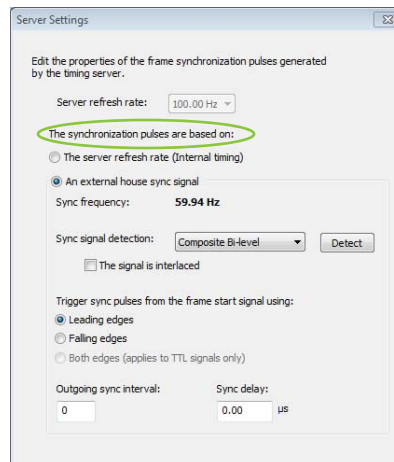 Server Settings
Edit the properties of the frame synchronization pulses generated
by the timing server.
Server refresh rate: 100.00 Hz
The synchronization pulses are based on:
The server refresh rate (Internal timing)
An external house sync signal
Sync frequency: 59.94 Hz
Sync signal detection: Composite Bi-level Detect
The signal is interlaced
Trigger sync pulses from the frame start signal using:
Leading edges
Falling edges
Both edges (applies to TTL signals only)
Outgoing sync interval: Sync delay:
0 0.00 µs